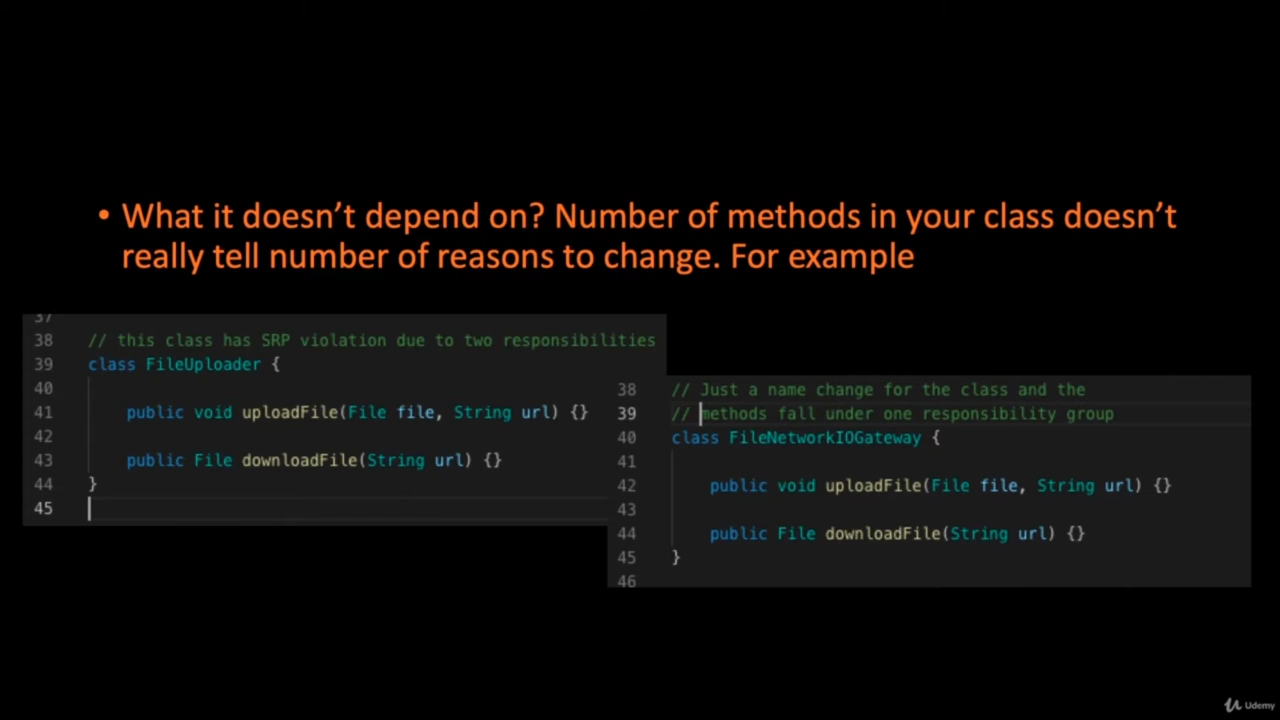 • What it doesn't depend on? Number of methods in your class doesn't
really tell number of reasons to change. For example
37
38 // this class has SRP violation due to two responsibilities
39 class FileUploader {
40
41 public void uploadFile(File file, String url) {}
42
43 public File downloadFile(String url) {}
44 }
45
38 // Just a name change for the class and the
39 // methods fall under one responsibility group
40 class FileNetworkIOGateway {
41
42 public void uploadFile(File file, String url) {}
43
44 public File downloadFile(String url) {}
45 }
46
Udemy